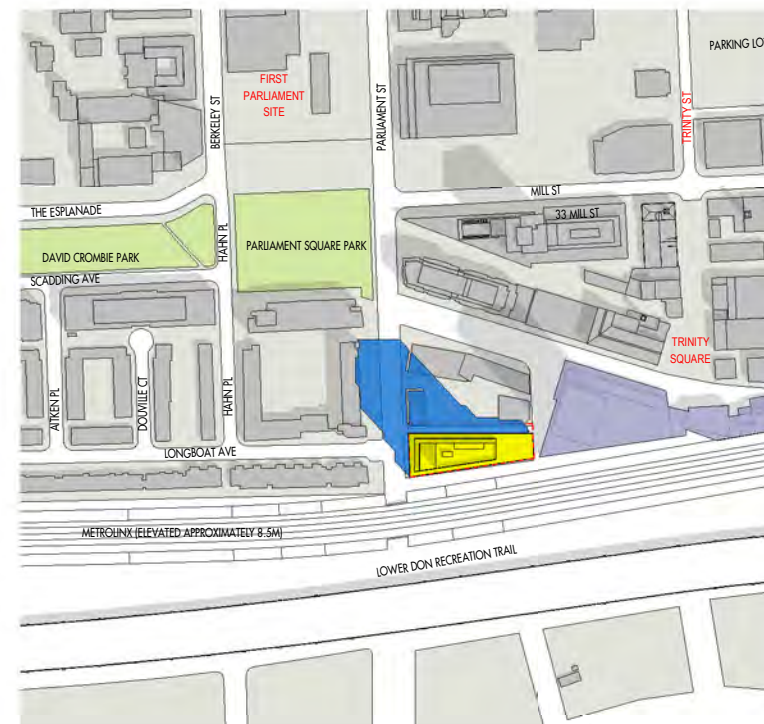 PARKING LO
FIRST
PARLIAMENT
SITE
BERKELEY ST
PARLIAMENT ST
TRINITY ST
MILL ST
THE ESPLANADE
33 MILL ST
HAHN PL
PARLIAMENT SQUARE PARK
DAVID CROMBIE PARK
SCADDING AVE
TRINITY
SQUARE
AITKEN PL
DOUVILLE CT
HAHN PL
LONGBOAT AVE
METROLINX (ELEVATED APPROXIMATELY 8.5M)
LOWER DON RECREATION TRAIL